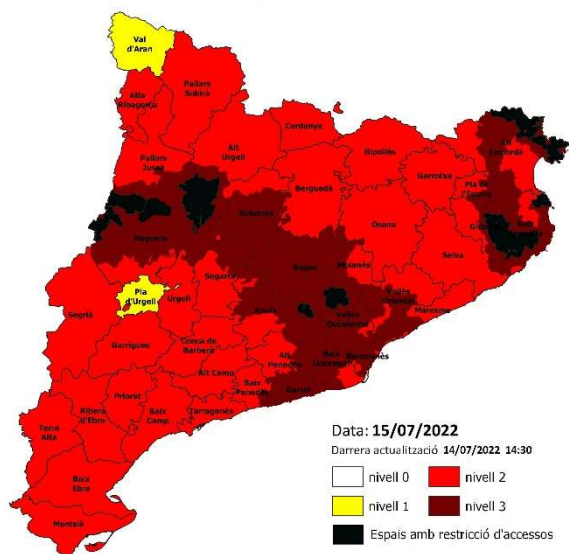 Val
d'Aran
Pallars
Sobirà
Alta
Ribagorça
Cerdanya
Alt
Urgell
Ripollès
Alt
Empordà
Garrotxa
Pallars
Jussà
Berguedà
Pla de
l'Estany
Solsonès
Osona
Noguera
Selva
Bages
Moianès
Segarra
Pla
d'Urgell
Urgell
Vallès
Oriental
Maresme
Segrià
Anoia
Vallès
Occidental
Garrigues
Conca de
Barberà
Alt
Penedès
Baix
Llobregat
Barcelonès
Alt Camp
Baix
Penedès
Garraf
Priorat
Ribera
d'Ebre
Baix
Camp
Tarragonès
Terra
Alta
Baix
Ebre
Montsià
Data: 15/07/2022
Darrera actualització 14/07/2022 14:30
nivell 0 nivell 2
nivell 1 nivell 3
Espais amb restricció d'accessos